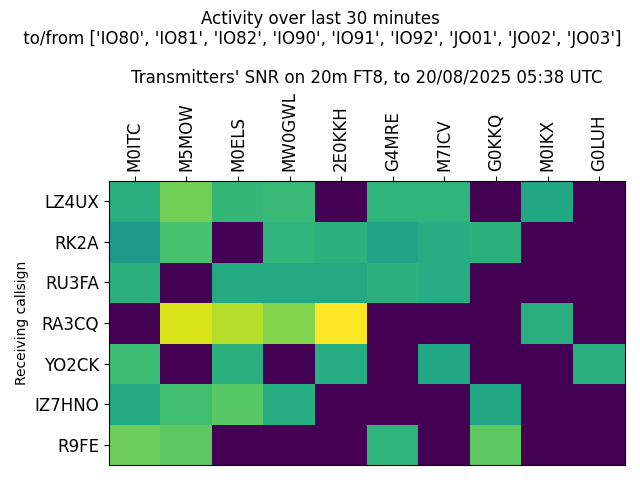 Activity over last 30 minutes
to/from ['IO80', 'IO81', 'IO82', 'IO90', 'IO91', 'IO92', 'JO01', 'JO02', 'JO03']
Transmitters' SNR on 20m FT8, to 20/08/2025 05:38 UTC
M0ITC
M5MOW
M0ELS
MW0GWL
2E0KKH
G4MRE
M7ICV
G0KKQ
M0IKX
G0LUH
Receiving callsign
LZ4UX
RK2A
RU3FA
RA3CQ
YO2CK
IZ7HNO
R9FE